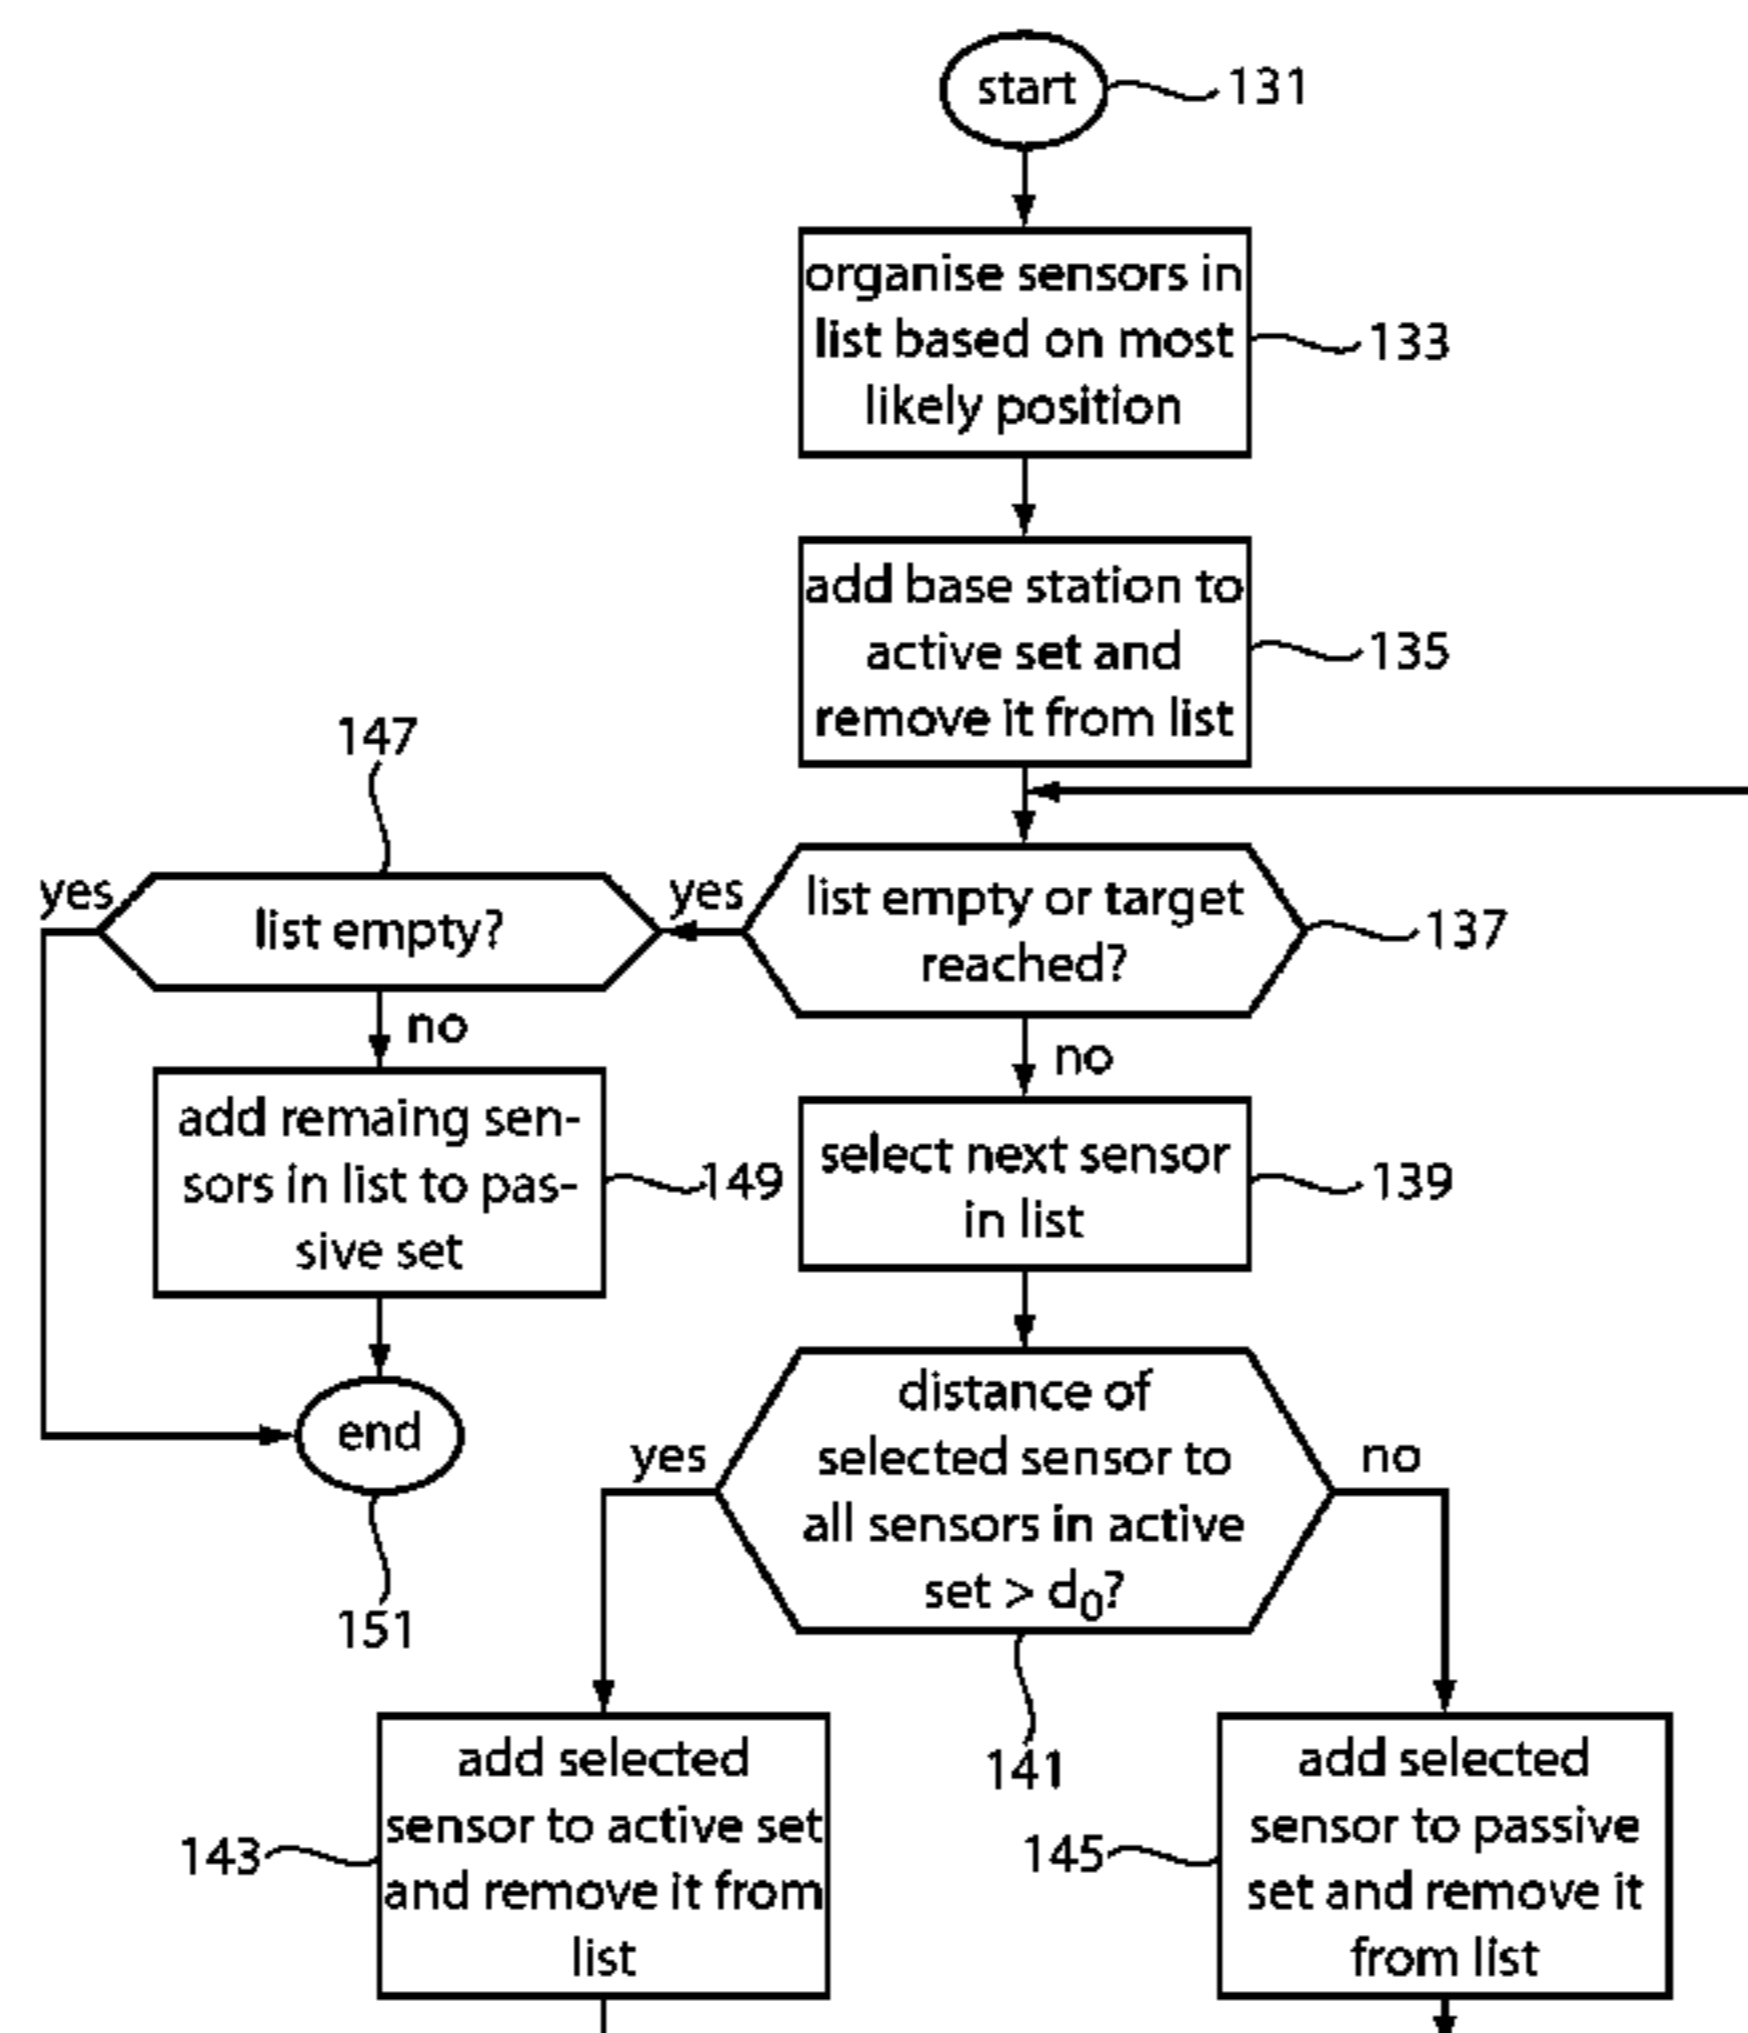 start
131
organise sensors in
list based on most
likely position
133
add base station to
active set and
remove it from list
135
147
yes
list empty?
yes
list empty or target
reached?
137
no
no
add remaing sen-
sors in list to pas-
sive set
149
select next sensor
in list
139
end
151
yes
distance of
selected sensor to
all sensors in active
set > d0?
no
141
143
add selected
sensor to active set
and remove it from
list
145
add selected
sensor to passive
set and remove it
from list